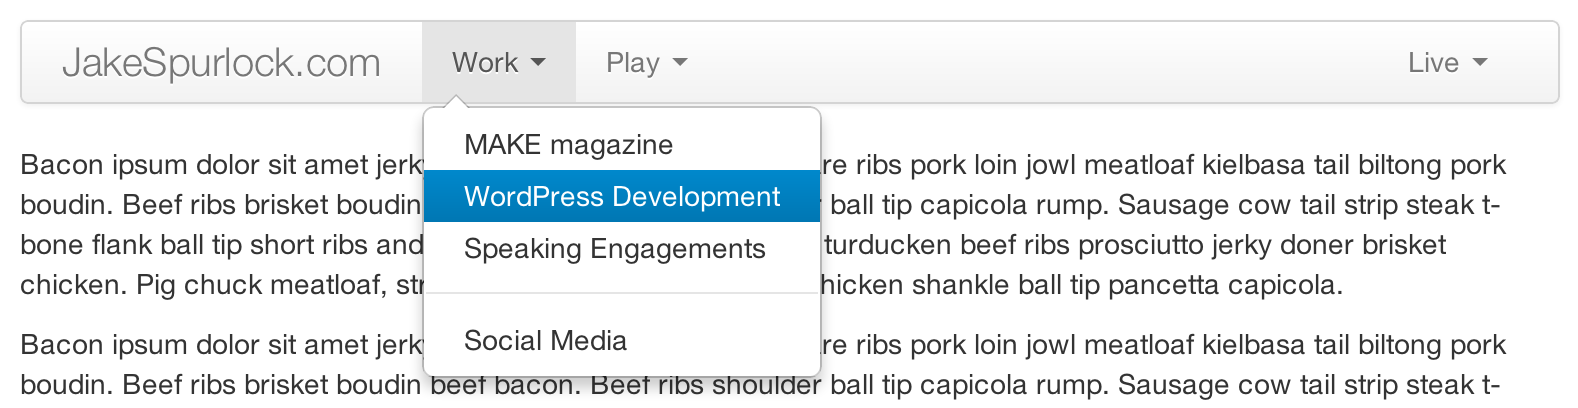 JakeSpurlock.com Work Play Live
MAKE magazine
WordPress Development
Speaking Engagements
Social Media
Bacon ipsum dolor sit amet re ribs pork loin jowl meatloaf kielbasa tail biltong pork
boudin. Beef ribs brisket boudin ball tip capicola rump. Sausage cow tail strip steak t-
bone flank ball tip short ribs and turducken beef ribs prosciutto jerky doner brisket
chicken. Pig chuck meatloaf, hicken shankle ball tip pancetta capicola.
Bacon ipsum dolor sit amet re ribs pork loin jowl meatloaf kielbasa tail biltong pork
boudin. Beef ribs brisket boudin beef bacon. Beef ribs shoulder ball tip capicola rump. Sausage cow tail strip steak t-